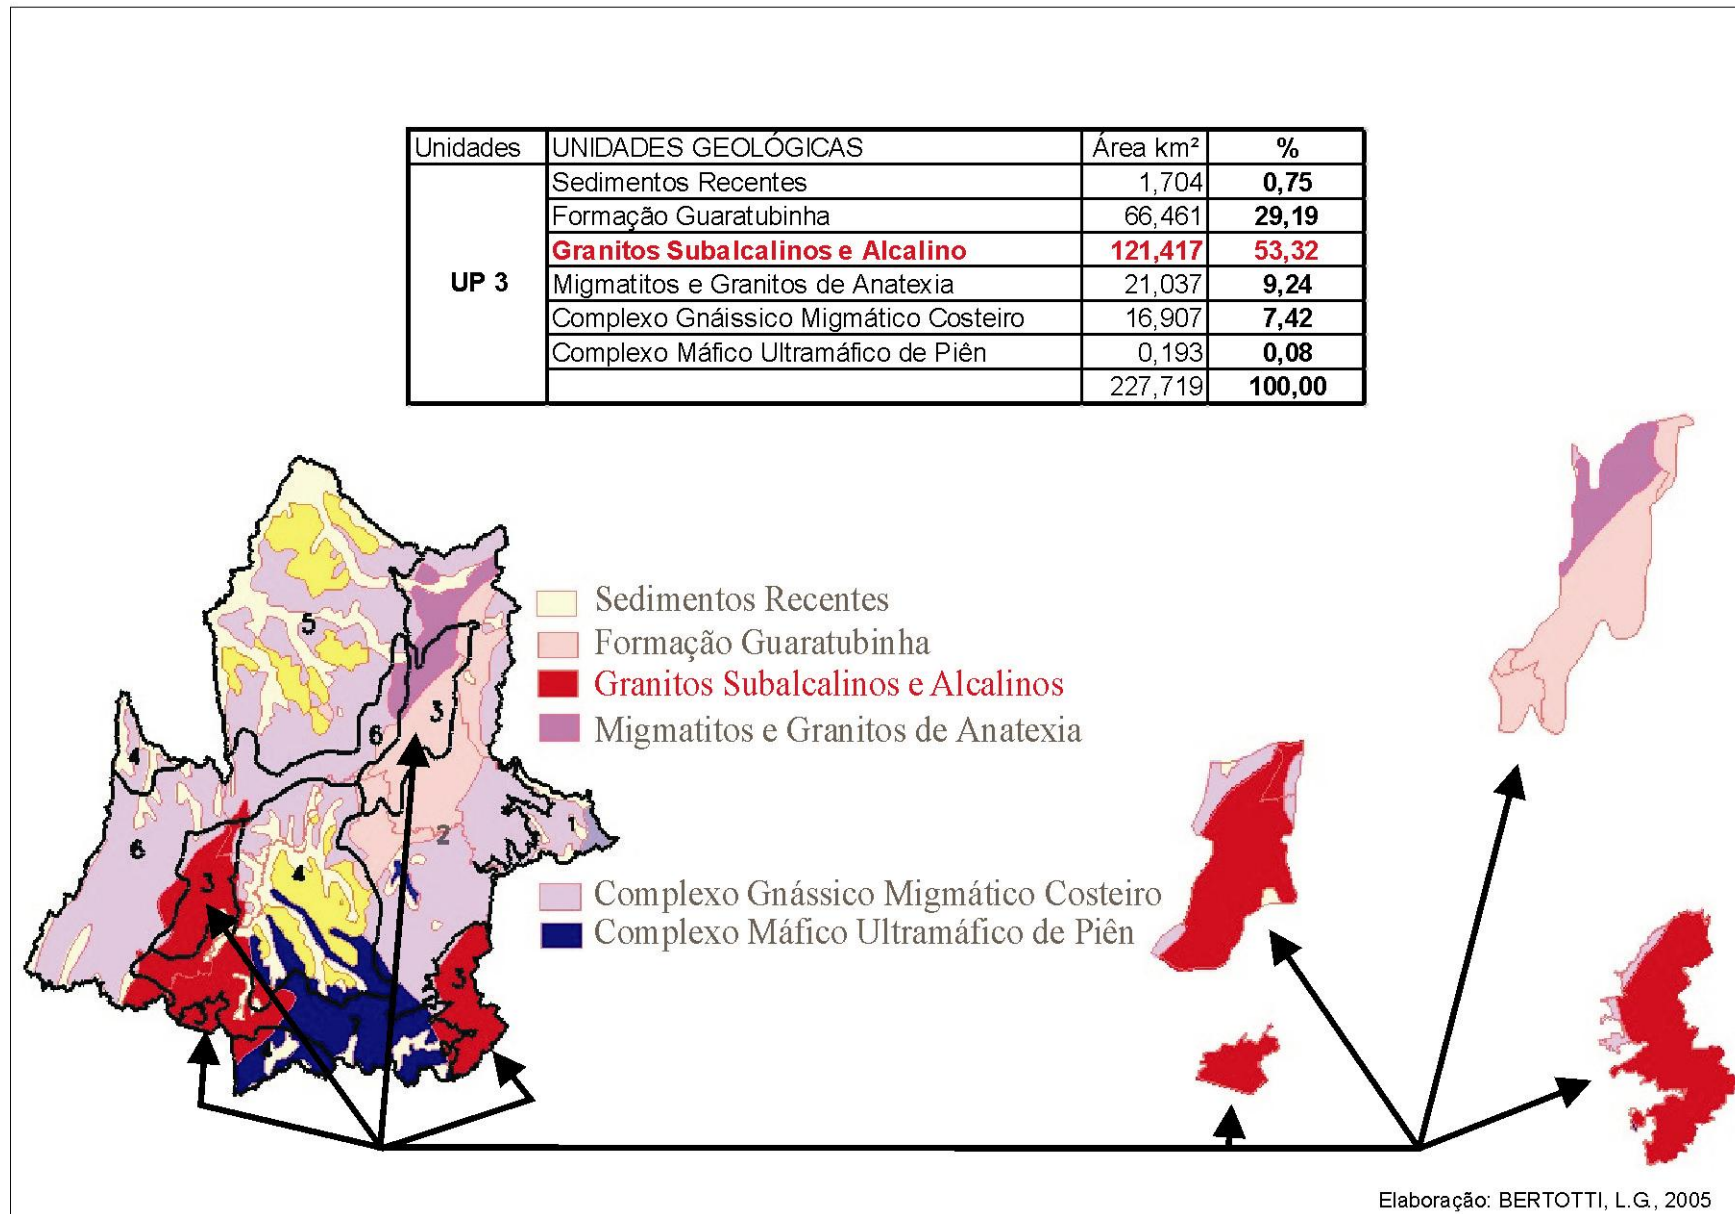 Unidades UNIDADES GEOLÓGICAS Área km² %
UP 3
Sedimentos Recentes 1,704 0,75
Formação Guaratubinha 66,461 29,19
Granitos Subalcalinos e Alcalino 121,417 53,32
Migmatitos e Granitos de Anatexia 21,037 9,24
Complexo Gnáissico Migmático Costeiro 16,907 7,42
Complexo Máfico Ultramáfico de Piên 0,193 0,08
227,719 100,00
Sedimentos Recentes
Formação Guaratubinha
Granitos Subalcalinos e Alcalinos
Migmatitos e Granitos de Anatexia
Complexo Gnássico Migmático Costeiro
Complexo Máfico Ultramáfico de Piên
5
3
6
4
1
2
6
3
4
3
3
Elaboração: BERTOTTI, L.G., 2005